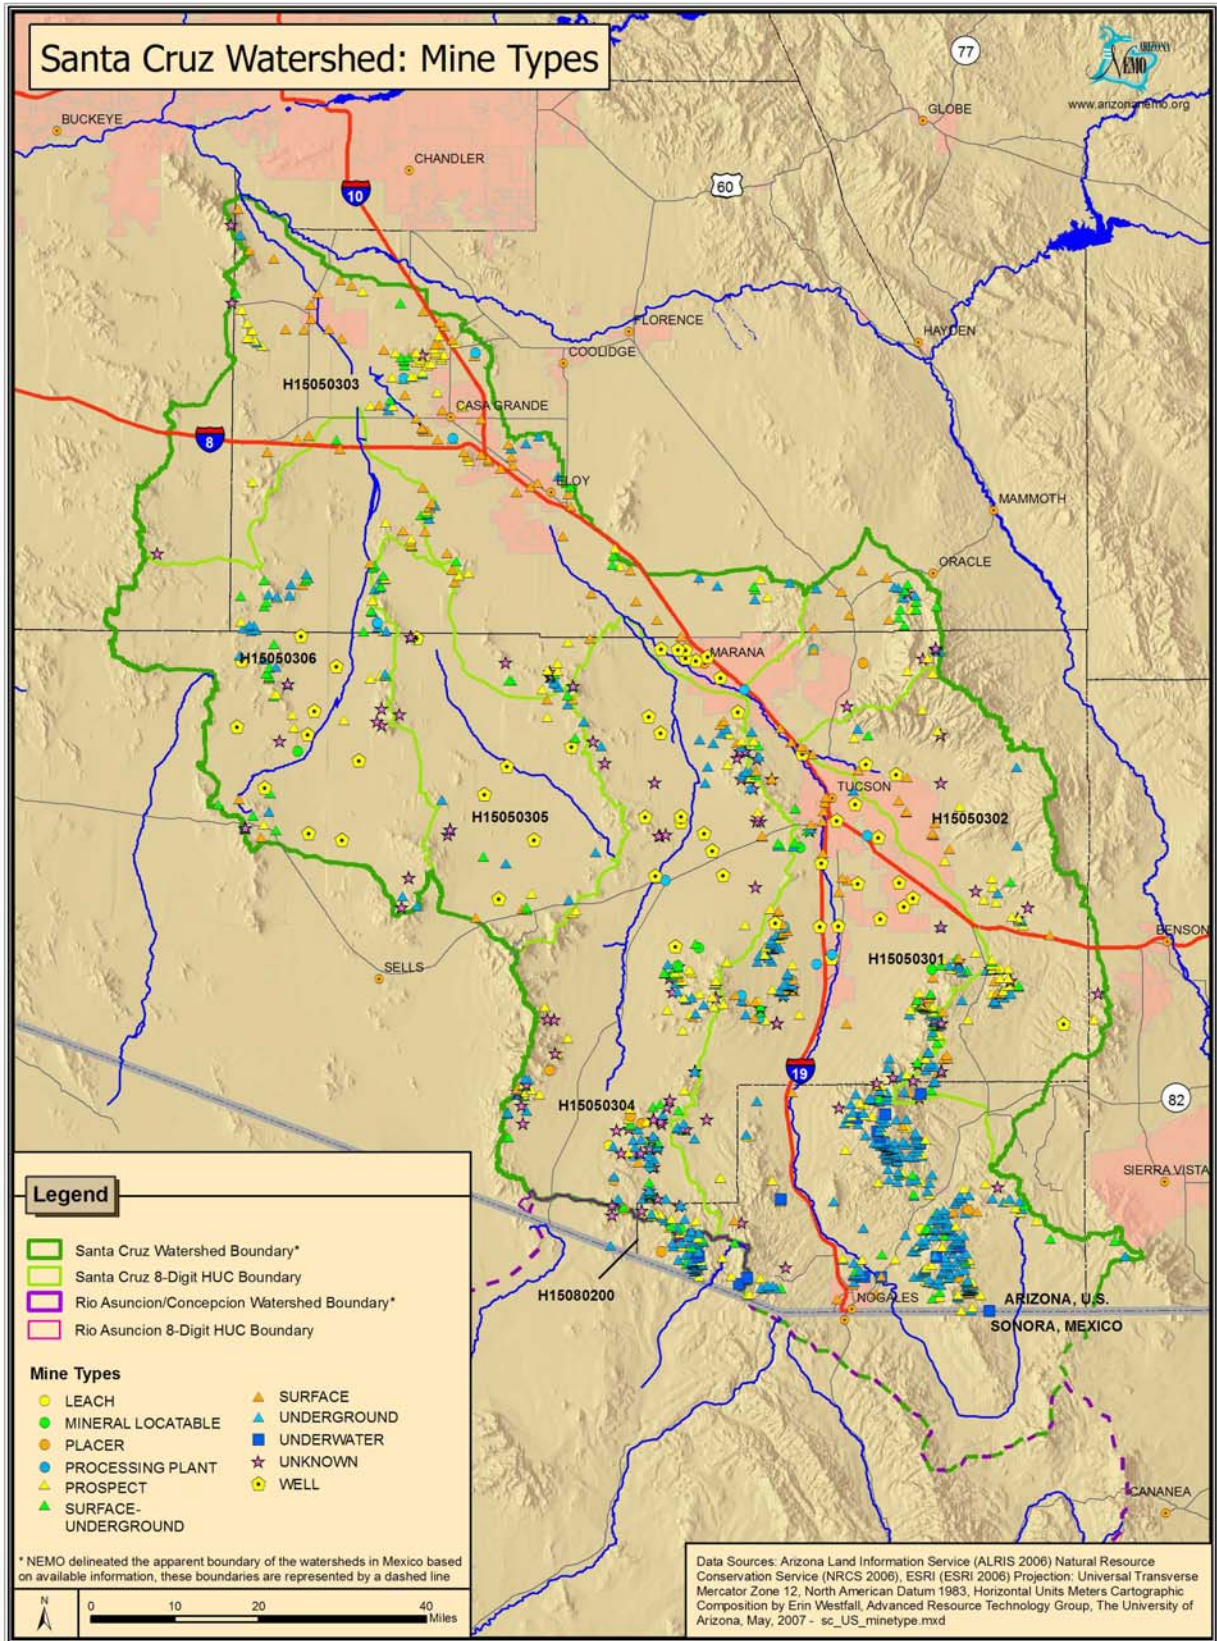 Santa Cruz Watershed: Mine Types
77
ARIZONA
NEMO
www.arizonanemo.org
GLOBE
BUCKEYE
CHANDLER
10
60
FLORENCE
HAYDEN
COOLIDGE
H15050303
CASA GRANDE
8
ELOY
MAMMOTH
ORACLE
MARANA
H15050306
TUCSON
H15050305
H15050302
BENSON
H15050301
SELLS
19
H15050304
82
SIERRA VISTA
H15080200
NOGALES
ARIZONA, U.S.
SONORA, MEXICO
CANANEA
Legend
Santa Cruz Watershed Boundary*
Santa Cruz 8-Digit HUC Boundary
Rio Asuncion/Concepcion Watershed Boundary*
Rio Asuncion 8-Digit HUC Boundary
Mine Types
LEACH
MINERAL LOCATABLE
PLACER
PROCESSING PLANT
PROSPECT
SURFACE-
UNDERGROUND
SURFACE
UNDERGROUND
UNDERWATER
UNKNOWN
WELL
* NEMO delineated the apparent boundary of the watersheds in Mexico based
on available information, these boundaries are represented by a dashed line
N
0 10 20 40
Miles
Data Sources: Arizona Land Information Service (ALRIS 2006) Natural Resource
Conservation Service (NRCS 2006), ESRI (ESRI 2006) Projection: Universal Transverse
Mercator Zone 12, North American Datum 1983, Horizontal Units Meters Cartographic
Composition by Erin Westfall, Advanced Resource Technology Group, The University of
Arizona, May, 2007 - sc_US_minetype.mxd